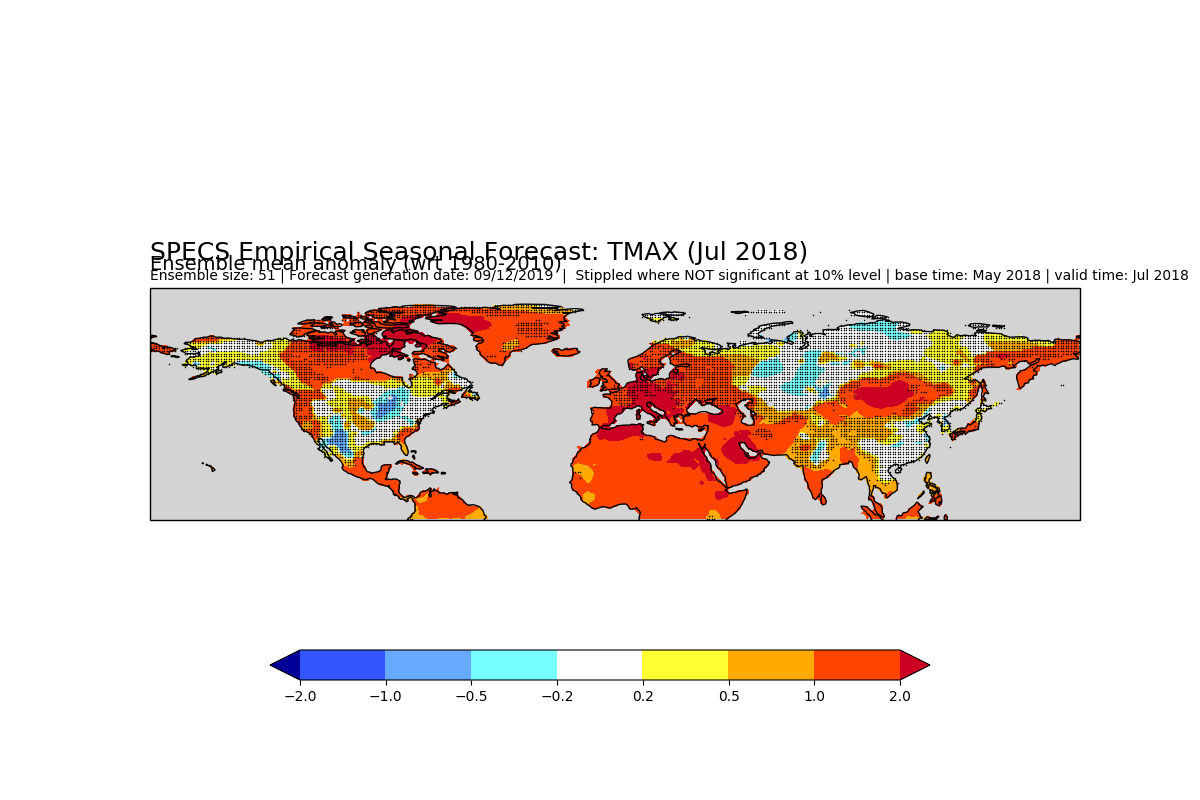 SPECS Empirical Seasonal Forecast: TMAX (Jul 2018)
Ensemble mean anomaly (wrt 1980-2010)
Ensemble size: 51 | Forecast generation date: 09/12/2019 | Stippled where NOT significant at 10% level | base time: May 2018 | valid time: Jul 2018
−2.0 −1.0 −0.5 −0.2 0.2 0.5 1.0 2.0